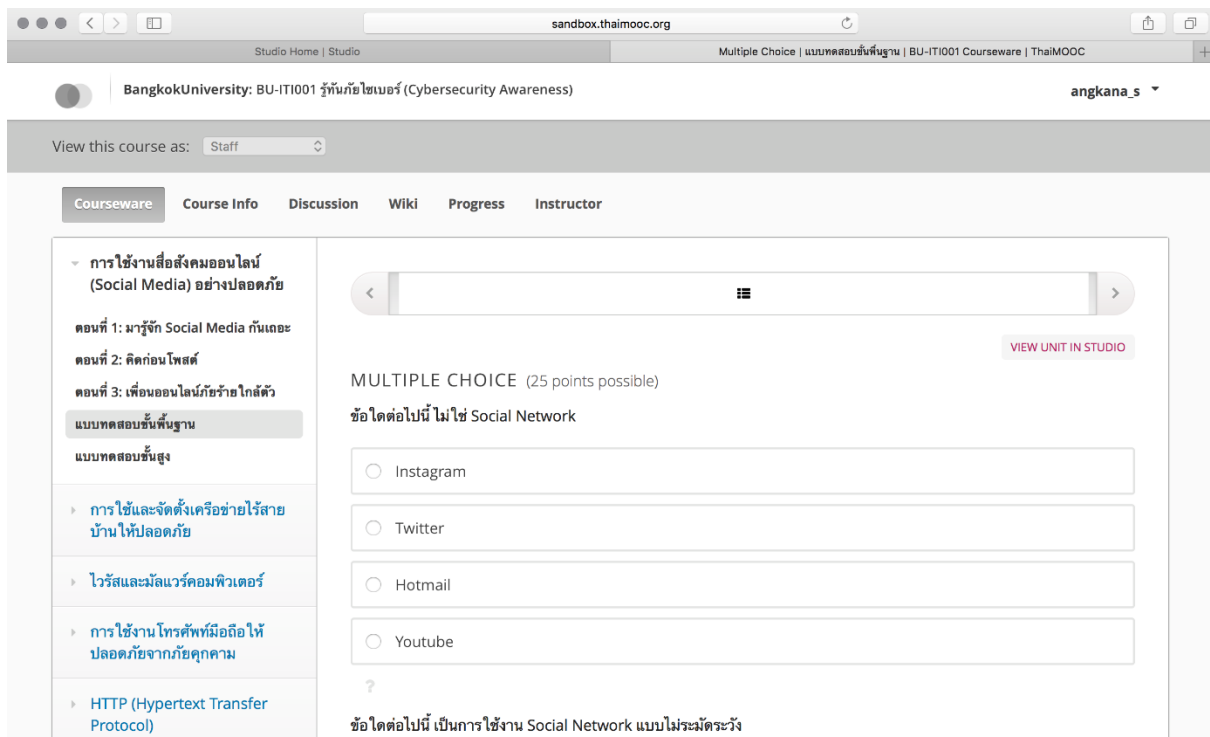 sandbox.thaimooc.org
Studio Home | Studio
Multiple Choice | แบบทดสอบขั้นพื้นฐาน | BU-ITI001 Courseware | ThaiMOOC
BangkokUniversity: BU-ITI001 รู้ทันภัยไซเบอร์ (Cybersecurity Awareness)
angkana_s
View this course as: Staff
Courseware Course Info Discussion Wiki Progress Instructor
การใช้งานสื่อสังคมออนไลน์
(Social Media) อย่างปลอดภัย
ตอนที่ 1: มารู้จัก Social Media กันเถอะ
ตอนที่ 2: คิดก่อนโพสต์
ตอนที่ 3: เพื่อนออนไลน์ภัยร้ายใกล้ตัว
แบบทดสอบขั้นพื้นฐาน
แบบทดสอบขั้นสูง
การใช้และจัดตั้งเครือข่ายไร้สาย
บ้านให้ปลอดภัย
ไวรัสและมัลแวร์คอมพิวเตอร์
การใช้งานโทรศัพท์มือถือให้
ปลอดภัยจากภัยคุกคาม
HTTP (Hypertext Transfer
Protocol)
VIEW UNIT IN STUDIO
MULTIPLE CHOICE (25 points possible)
ข้อใดต่อไปนี้ ไม่ใช่ Social Network
Instagram
Twitter
Hotmail
Youtube
?
ข้อใดต่อไปนี้ เป็นการใช้งาน Social Network แบบไม่ระมัดระวัง